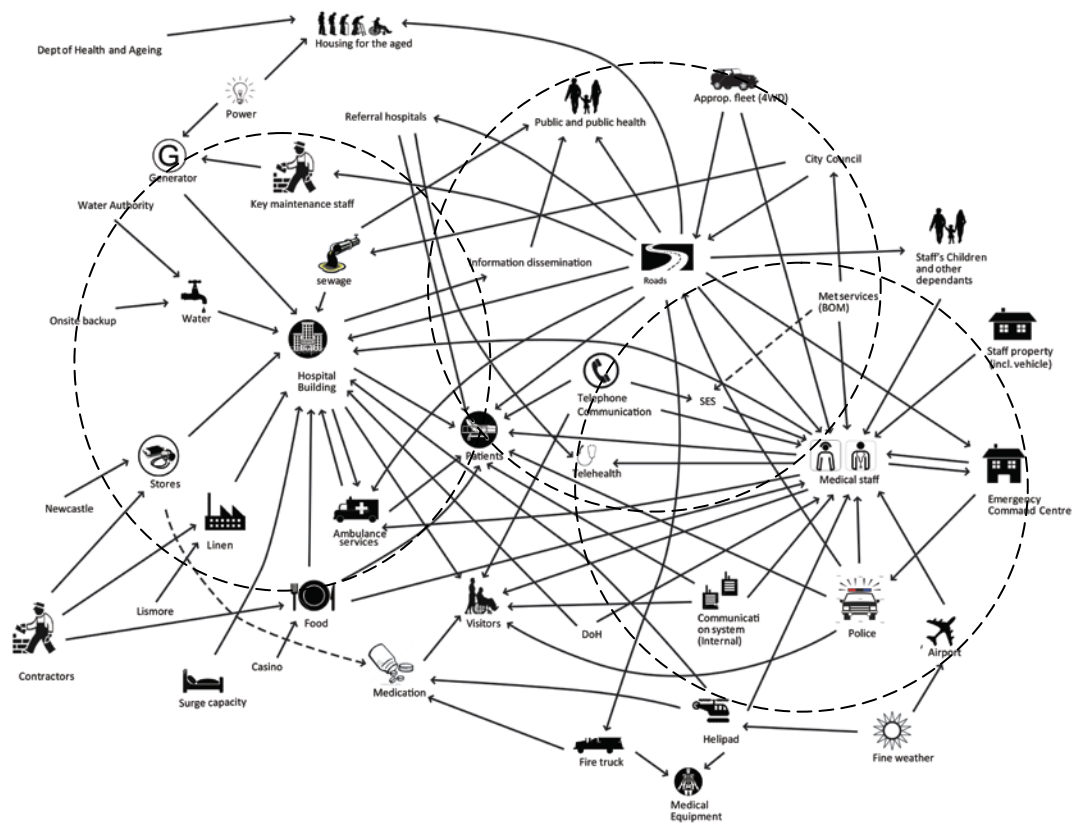 Housing for the aged
Dept of Health and Ageing
Power
Referral hospitals
Public and public health
Approp. fleet (4WD)
G
Generator
City Council
Key maintenance staff
Water Authority
Information dissemination
Staff's Children
and other
dependants
sewage
Roads
Met services
(BOM)
Onsite backup
Water
Staff property
(incl. vehicle)
Hospital
Building
Telephone
Communication
SES
Patients
Telehealth
Medical staff
Stores
Emergency
Command Centre
Newcastle
Linen
Ambulance
services
Lismore
Food
Visitors
DoH
Communicati
on system
(Internal)
Police
Airport
Contractors
Casino
Surge capacity
Medication
Helipad
Fine weather
Fire truck
Medical
Equipment